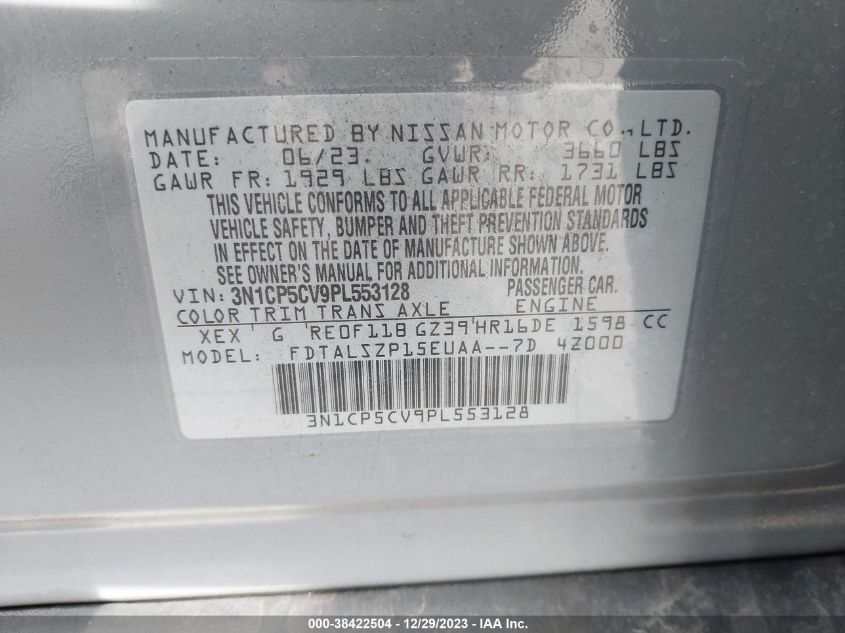 MANUFACTURED BY NISSAN MOTOR CO., LTD.
DATE: 06/23. GVWR: 3660 LBS
GAWR FR: 1929 LBS GAWR RR: 1731 LBS
THIS VEHICLE CONFORMS TO ALL APPLICABLE FEDERAL MOTOR
VEHICLE SAFETY, BUMPER AND THEFT PREVENTION STANDARDS
IN EFFECT ON THE DATE OF MANUFACTURE SHOWN ABOVE.
SEE OWNER'S MANUAL FOR ADDITIONAL INFORMATION
VIN: 3N1CP5CV9PL553128 PASSENGER CAR.
COLOR TRIM TRANS AXLE ENGINE
XEX G RE0F11B GZ39 HR16DE 1598 CC
MODEL: FDTALSZP15EUAA--7D 4Z000
3N1CP5CV9PL553128
000-38422504 - 12/29/2023 - IAA Inc.